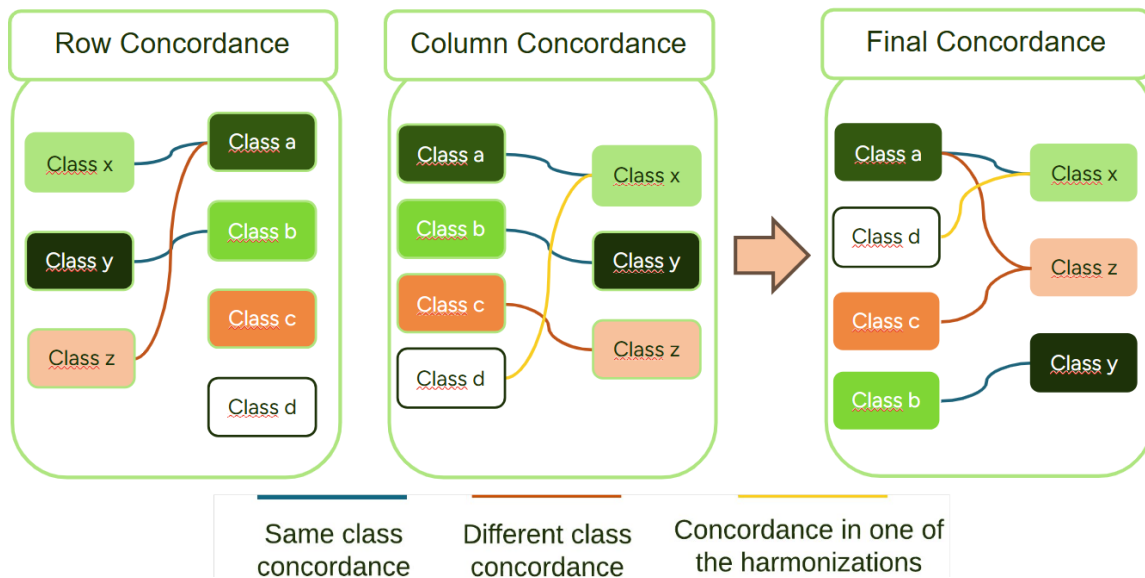 Row Concordance
Class x
Class y
Class z
Class a
Class b
Class c
Class d
Column Concordance
Class a
Class b
Class c
Class d
Class x
Class y
Class z
Final Concordance
Class a
Class d
Class c
Class b
Class x
Class z
Class y
Same class
concordance
Different class
concordance
Concordance in one of
the harmonizations